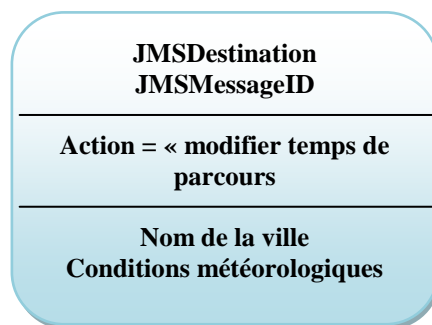 JMSDestination
JMSMessageID
Action = « modifier temps de
parcours
Nom de la ville
Conditions météorologiques